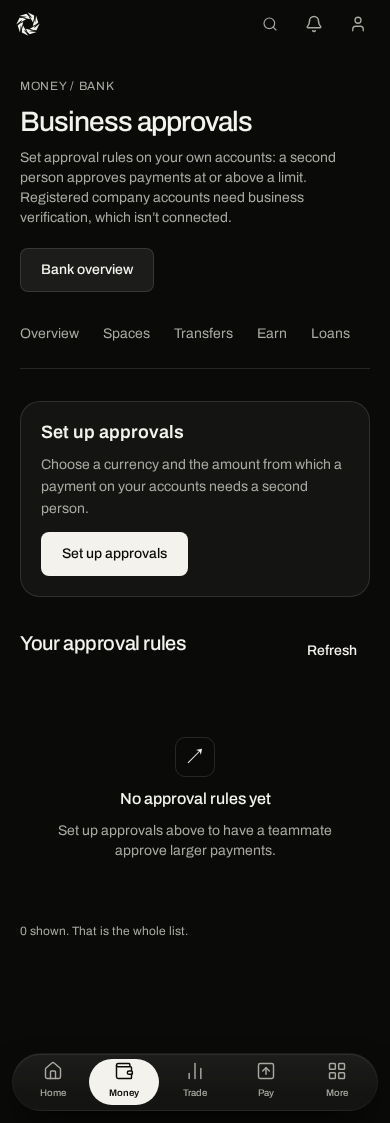 MONEY / BANK
Business approvals
Set approval rules on your own accounts: a second
person approves payments at or above a limit.
Registered company accounts need business
verification, which isn't connected.
Bank overview
Overview Spaces Transfers Earn Loans
Set up approvals
Choose a currency and the amount from which a
payment on your accounts needs a second
person.
Set up approvals
Your approval rules
Refresh
No approval rules yet
Set up approvals above to have a teammate
approve larger payments.
0 shown. That is the whole list.
Home Money Trade Pay More